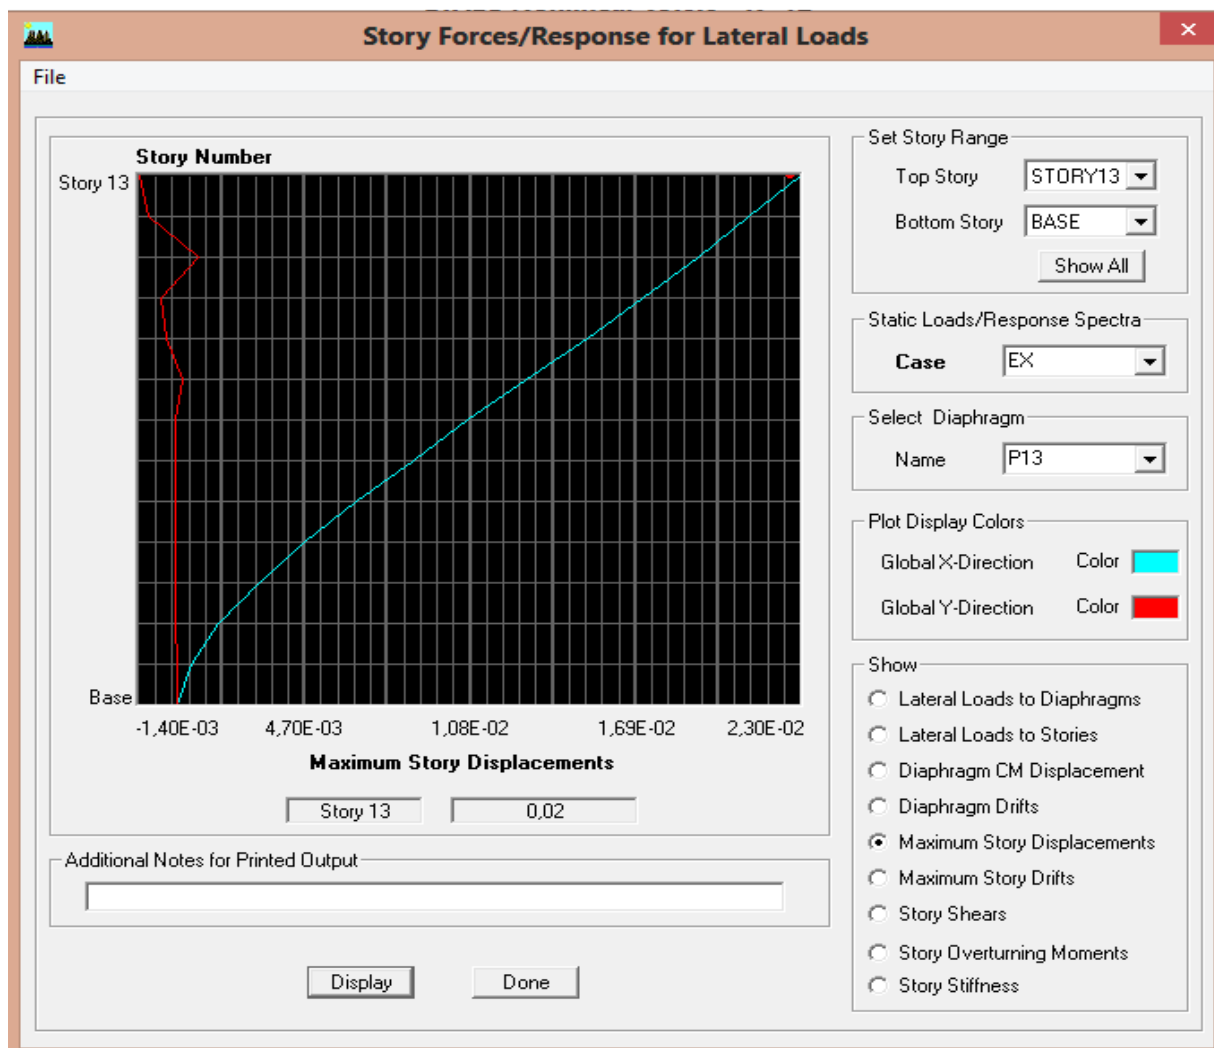 Story Forces/Response for Lateral Loads
File
Story Number
Story 13
Base
-1,40E-03 4,70E-03 1,08E-02 1,69E-02 2,30E-02
Maximum Story Displacements
Story 13 0,02
Additional Notes for Printed Output
Display Done
Set Story Range
Top Story STORY13
Bottom Story BASE
Show All
Static Loads/Response Spectra
Case EX
Select Diaphragm
Name P13
Plot Display Colors
Global X-Direction Color
Global Y-Direction Color
Show
Lateral Loads to Diaphragms
Lateral Loads to Stories
Diaphragm CM Displacement
Diaphragm Drifts
Maximum Story Displacements
Maximum Story Drifts
Story Shears
Story Overturning Moments
Story Stiffness